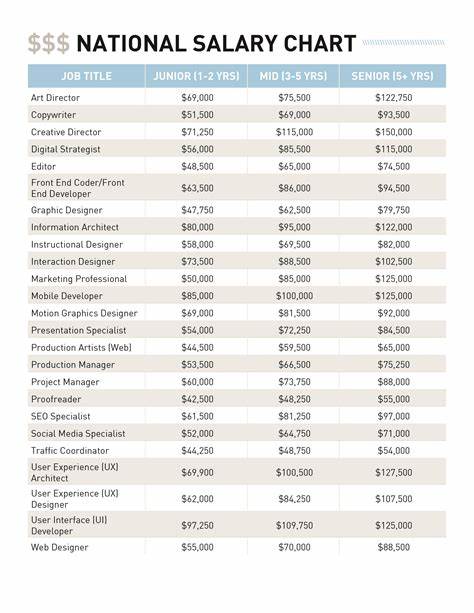 $$$ NATIONAL SALARY CHART
JOB TITLE JUNIOR (1-2 YRS) MID (3-5 YRS) SENIOR (5+ YRS)
Art Director $69,000 $75,500 $122,750
Copywriter $51,500 $69,000 $93,500
Creative Director $71,250 $115,000 $150,000
Digital Strategist $56,000 $85,500 $115,000
Editor $48,500 $65,000 $74,500
Front End Coder/Front
End Developer $63,500 $86,000 $94,500
Graphic Designer $47,750 $62,500 $79,750
Information Architect $80,000 $95,000 $122,000
Instructional Designer $58,000 $69,500 $82,000
Interaction Designer $73,500 $88,500 $102,500
Marketing Professional $50,000 $85,000 $125,000
Mobile Developer $85,000 $100,000 $125,000
Motion Graphics Designer $69,000 $81,500 $92,000
Presentation Specialist $54,000 $72,250 $84,500
Production Artists (Web) $44,500 $59,500 $65,000
Production Manager $53,500 $66,500 $75,250
Project Manager $60,000 $73,750 $88,000
Proofreader $42,500 $48,250 $55,000
SEO Specialist $61,500 $81,250 $97,000
Social Media Specialist $52,000 $64,750 $71,000
Traffic Coordinator $44,250 $48,750 $54,000
User Experience (UX)
Architect $69,900 $100,500 $127,500
User Experience (UX)
Designer $62,000 $84,250 $107,500
User Interface (UI)
Developer $97,250 $109,750 $125,000
Web Designer $55,000 $70,000 $88,500